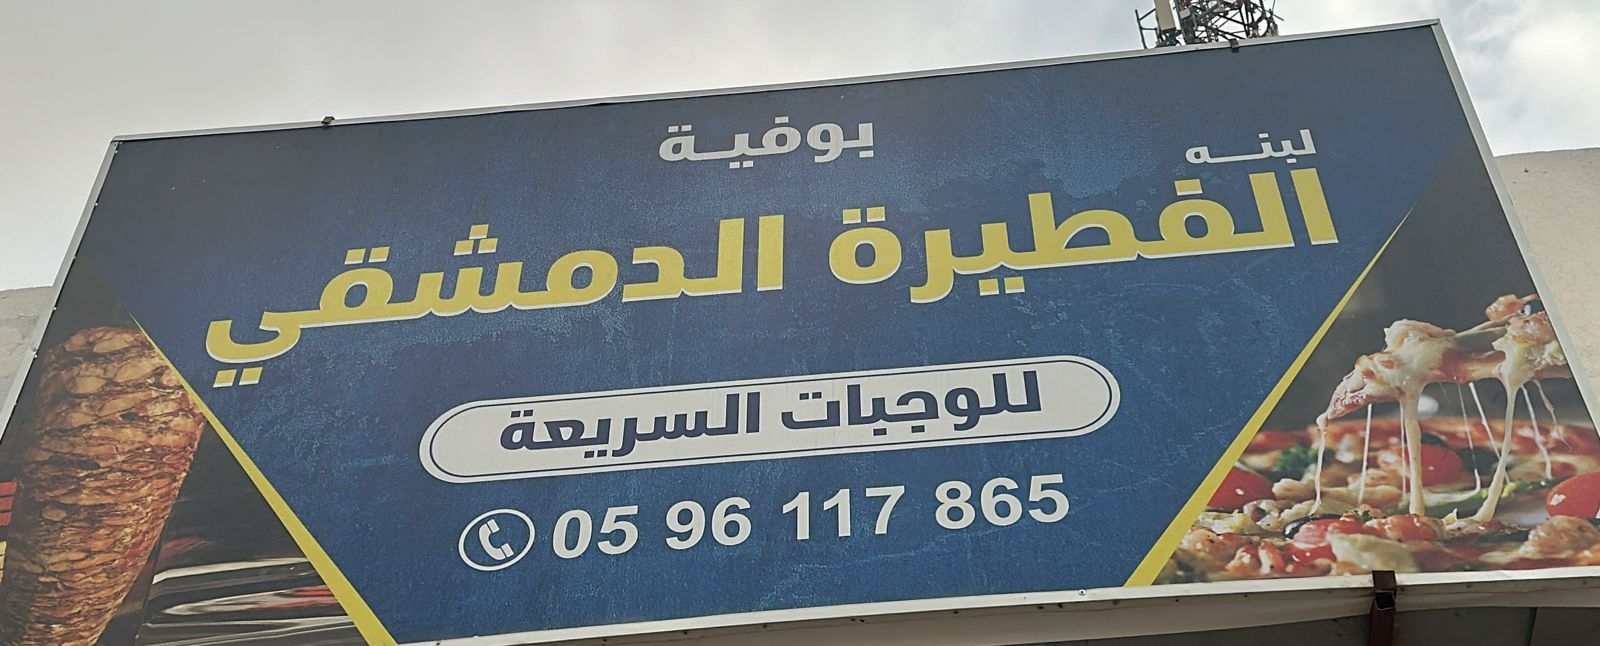 بوفية
لبنه
الفطيرة الدمشقي
للوجبات السريعة
05 96 117 865